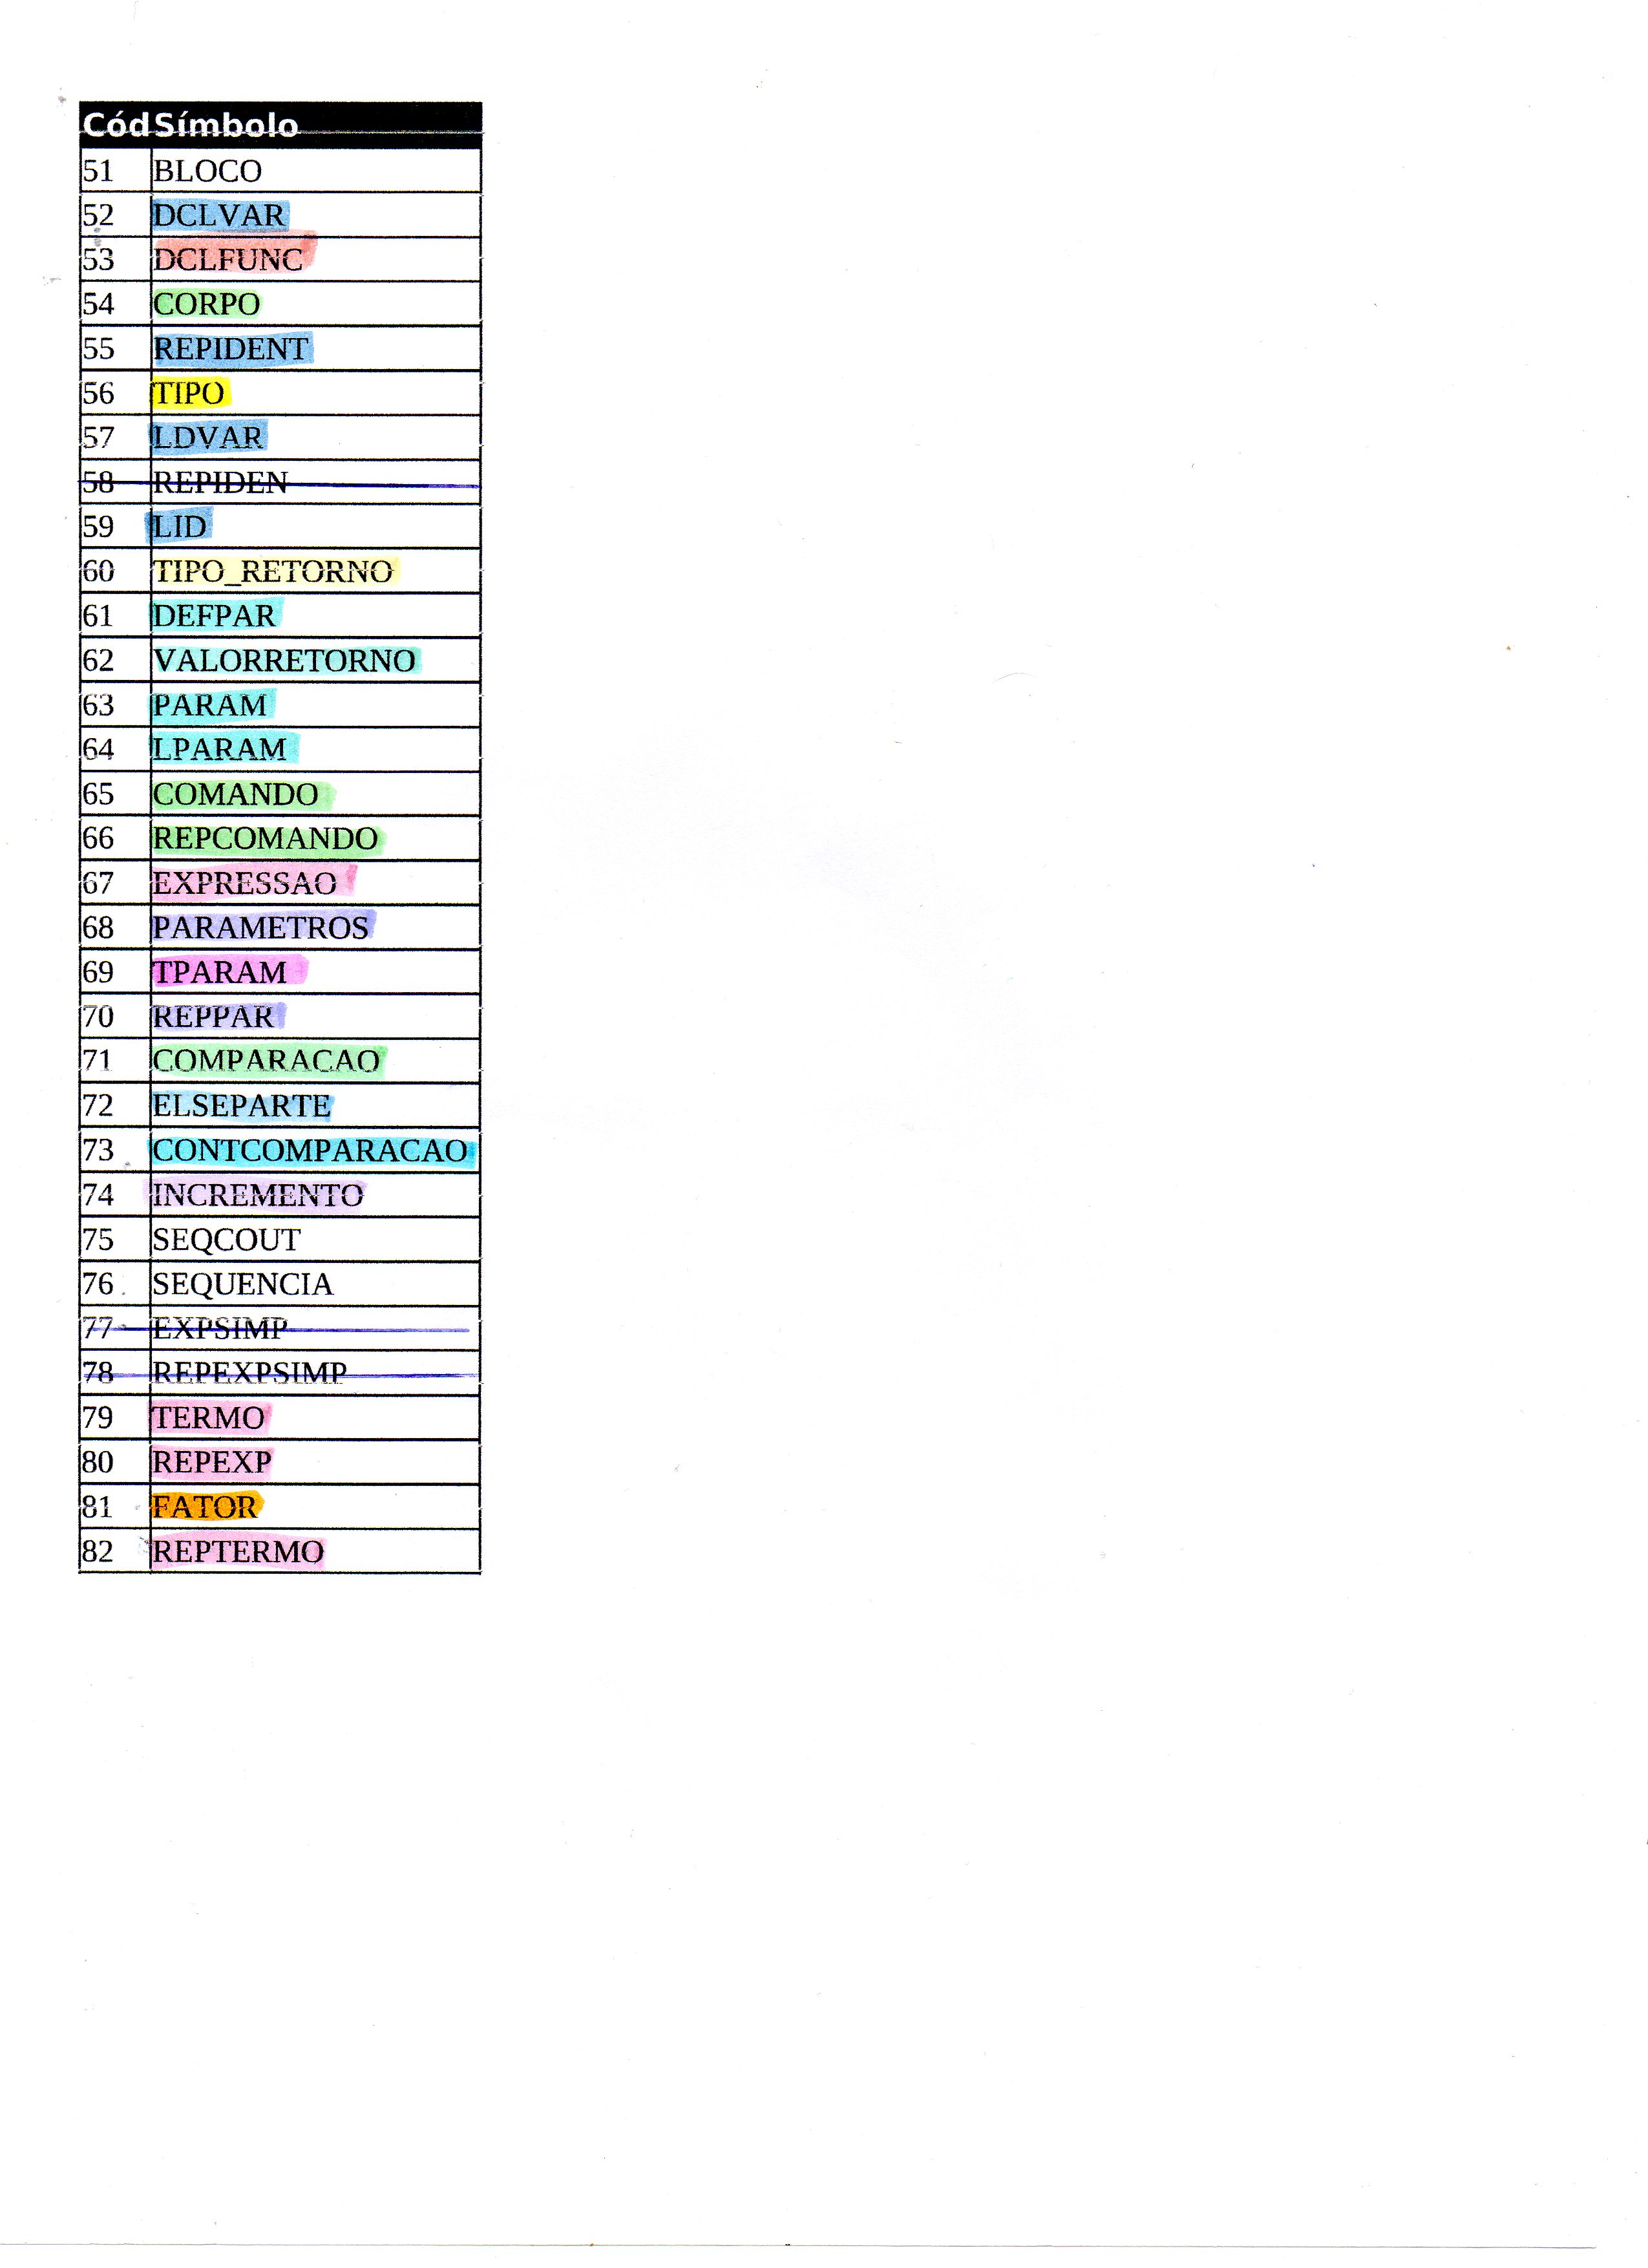 Cód Símbolo
51 BLOCO
52 DCLVAR
53 DCLFUNC
54 CORPO
55 REPIDENT
56 TIPO
57 LDVAR
58 REPIDEN
59 LID
60 TIPO_RETORNO
61 DEFPAR
62 VALORRETORNO
63 PARAM
64 LPARAM
65 COMANDO
66 REPCOMANDO
67 EXPRESSAO
68 PARAMETROS
69 TPARAM
70 REPPAR
71 COMPARACAO
72 ELSEPARTE
73 CONTCOMPARACAO
74 INCREMENTO
75 SEQCOUT
76 SEQUENCIA
77 EXPSIMP
78 REPEXPSIMP
79 TERMO
80 REPEXP
81 FATOR
82 REPTERMO